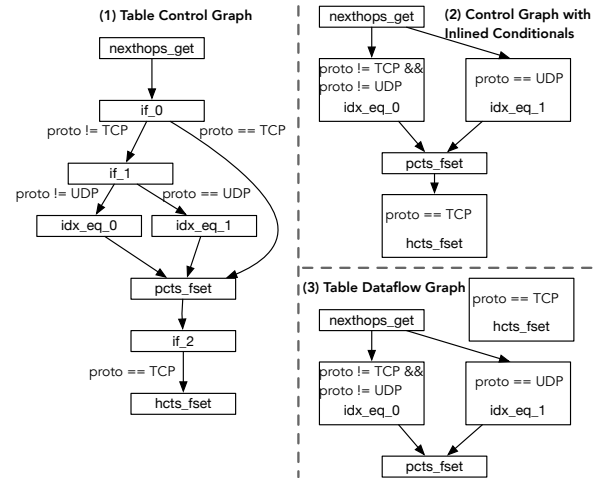 (1) Table Control Graph
nexthops_get
if_0
proto != TCP
proto == TCP
if_1
proto != UDP
proto == UDP
idx_eq_0
idx_eq_1
pcts_fset
if_2
proto == TCP
hcts_fset
(2) Control Graph with
Inlined Conditionals
nexthops_get
proto != TCP &&
proto != UDP
idx_eq_0
proto == UDP
idx_eq_1
pcts_fset
proto == TCP
hcts_fset
(3) Table Dataflow Graph
proto == TCP
hcts_fset
nexthops_get
proto != TCP &&
proto != UDP
idx_eq_0
proto == UDP
idx_eq_1
pcts_fset